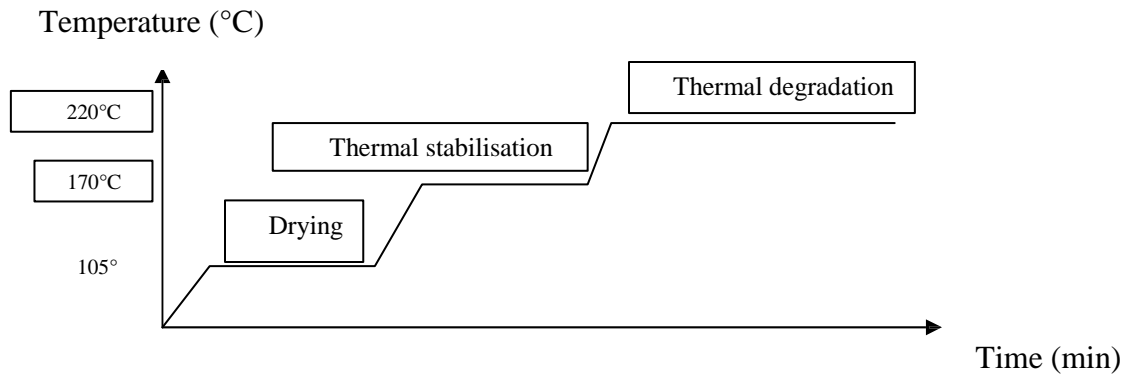 Temperature (°C)
Thermal degradation
220°C
Thermal stabilisation
170°C
Drying
105°
Time (min)